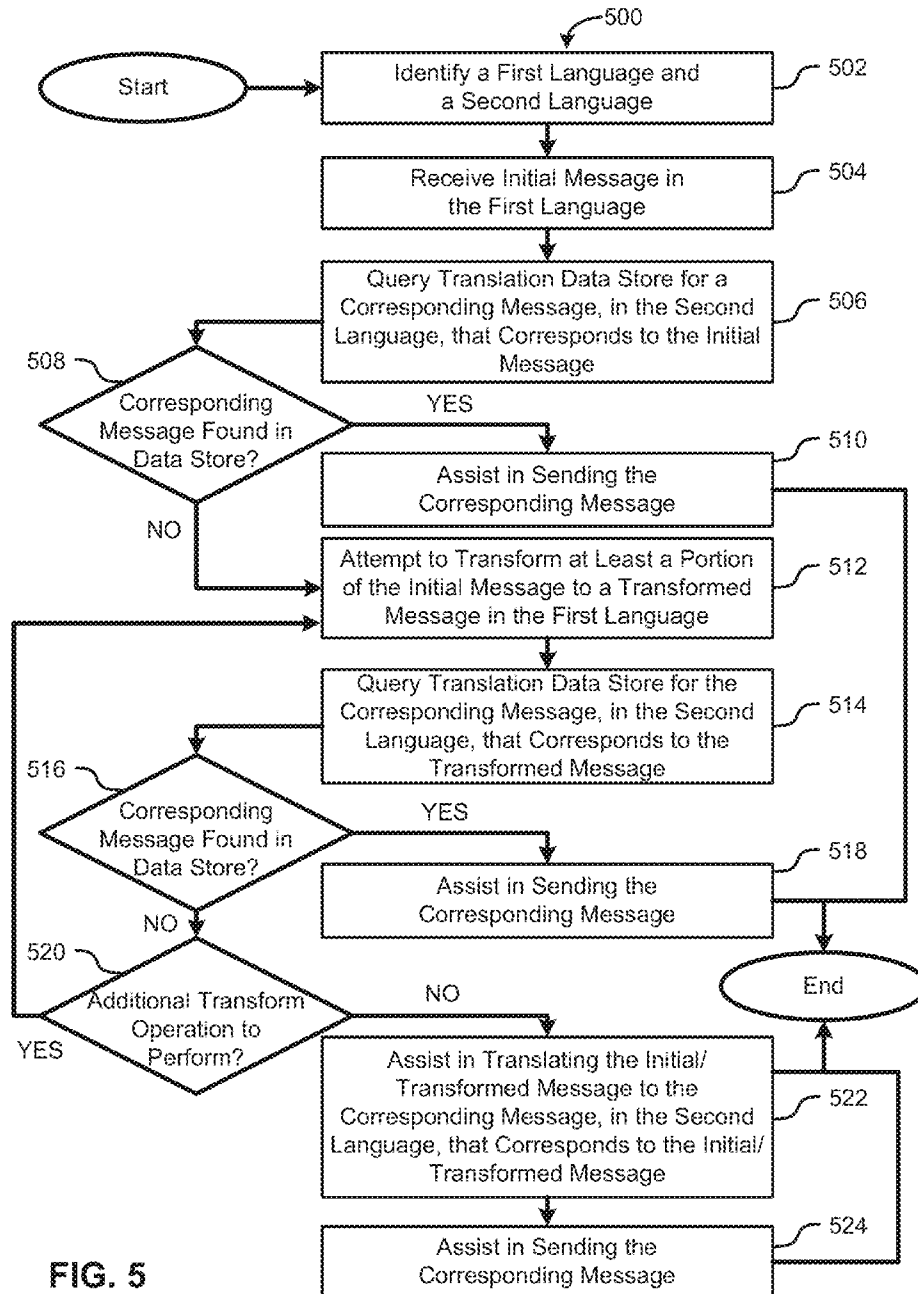 500
Start
Identify a First Language and
a Second Language
502
Receive Initial Message in
the First Language
504
Query Translation Data Store for a
Corresponding Message, in the Second
Language, that Corresponds to the Initial
Message
506
508
Corresponding
Message Found in
Data Store?
YES
NO
Assist in Sending the
Corresponding Message
510
Attempt to Transform at Least a Portion
of the Initial Message to a Transformed
Message in the First Language
512
Query Translation Data Store for the
Corresponding Message, in the Second
Language, that Corresponds to the
Transformed Message
514
516
Corresponding
Message Found in
Data Store?
YES
NO
Assist in Sending the
Corresponding Message
518
520
Additional Transform
Operation to
Perform?
NO
YES
End
Assist in Translating the Initial/
Transformed Message to the
Corresponding Message, in the Second
Language, that Corresponds to the Initial/
Transformed Message
522
Assist in Sending the
Corresponding Message
524
FIG. 5